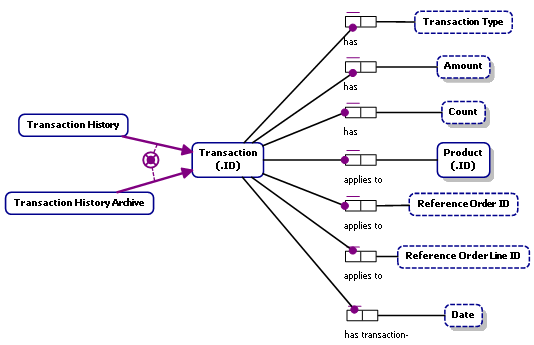 Transaction Type
has
Amount
has
Count
has
Transaction History
Transaction
(.ID)
Product
(.ID)
applies to
Transaction History Archive
Reference Order ID
applies to
Reference Order Line ID
applies to
Date
has transaction-